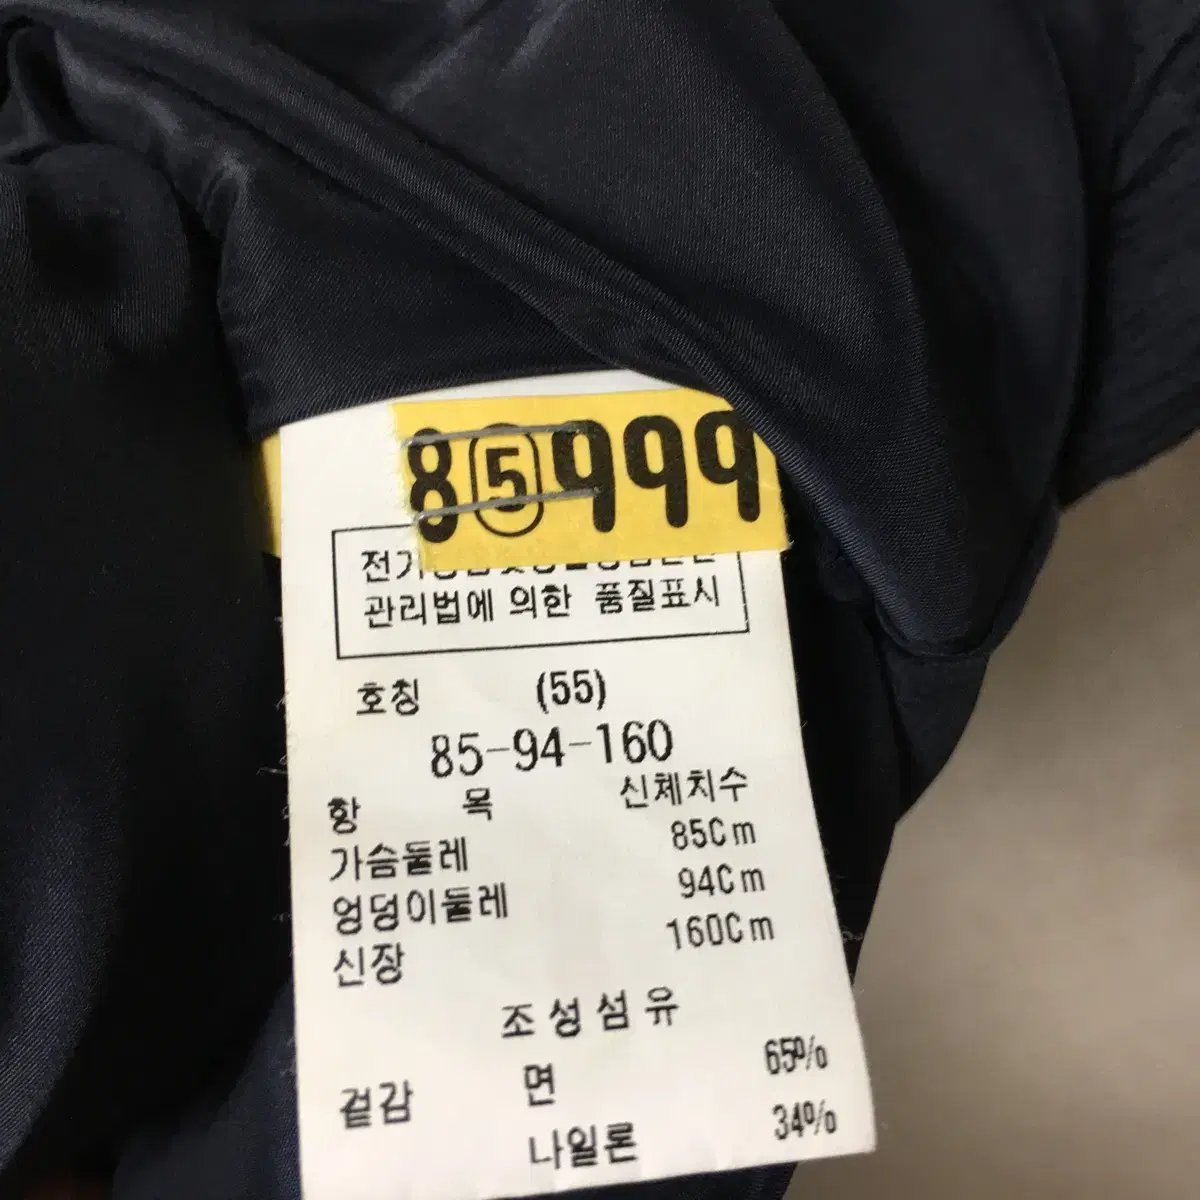 8⑤999
전기
관리법에 의한 품질표시
호칭 (55)
85-94-160
항 목 신체치수
가슴둘레 85Cm
엉덩이둘레 94Cm
신장 160Cm
조성섬유
겉감 면 65%
나일론 34%